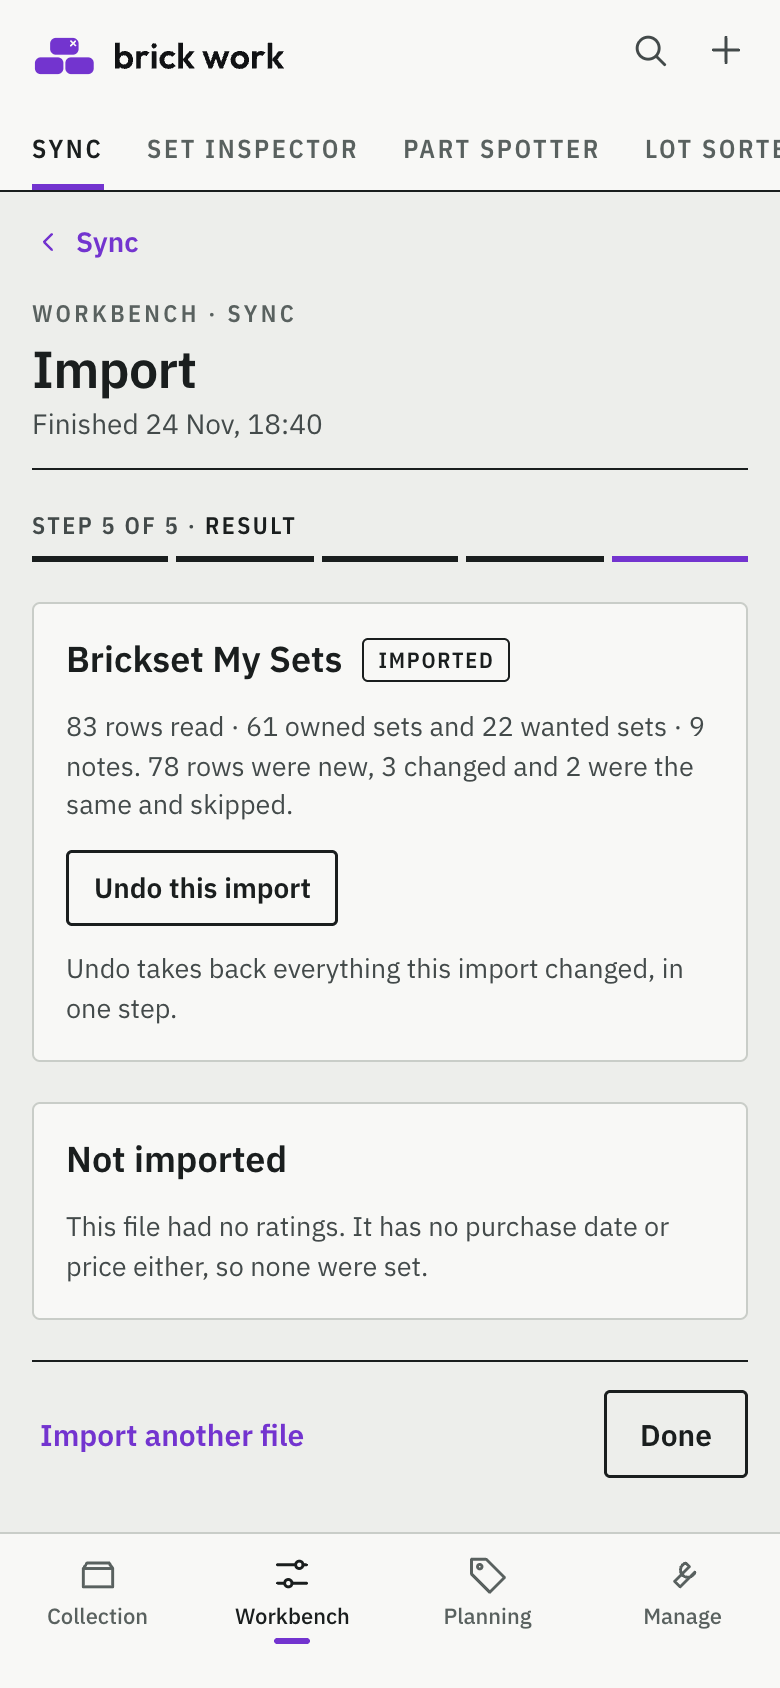 brick work
SYNC SET INSPECTOR PART SPOTTER LOT SORTE
Sync
WORKBENCH · SYNC
Import
Finished 24 Nov, 18:40
STEP 5 OF 5 · RESULT
Brickset My Sets IMPORTED
83 rows read · 61 owned sets and 22 wanted sets · 9
notes. 78 rows were new, 3 changed and 2 were the
same and skipped.
Undo this import
Undo takes back everything this import changed, in
one step.
Not imported
This file had no ratings. It has no purchase date or
price either, so none were set.
Import another file Done
Collection Workbench Planning Manage